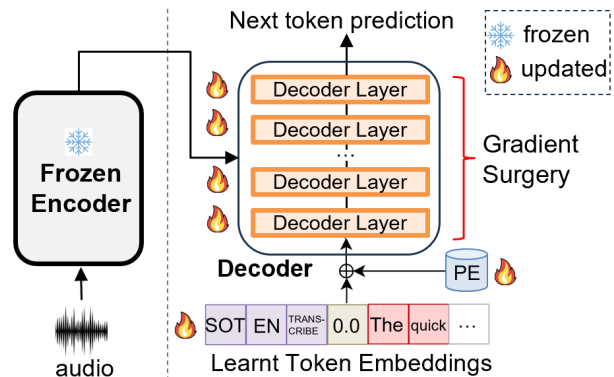 Next token prediction
frozen
updated
Decoder Layer
Decoder Layer
...
Decoder Layer
Decoder Layer
Gradient
Surgery
Frozen
Encoder
Decoder
PE
SOT EN TRANS-
CRIBE 0.0 The quick ...
Learnt Token Embeddings
audio